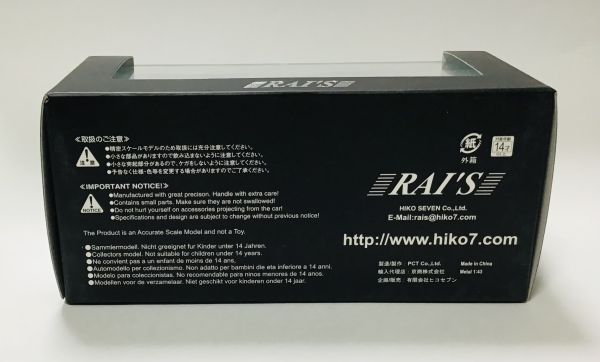 RAI'S
≪取扱のご注意≫
●精密スケールモデルのため取扱には充分注意してください。
●小さな部品がありますので飲み込まないように注意してください。
●小さな突起部分があるので、ケガをしないように注意してください。
●予告なく仕様・色等を変更する場合がありますのでご了承ください。
≪IMPORTANT NOTICE!≫
NOTICE
●Manufactured with great precison. Handle with extra care!
●Contains small parts. Make sure they are not swallowed!
●Do not hurt yourself on accessories projecting from the car!
●Specifications and design are subject to change without previous notice!
The Product is an Accurate Scale Model and not a Toy.
●Sammlermodell. Nicht geeignet fur Kinder unter 14 Jahren.
●Collectors model. Not suitable for children under 14 years.
●Ne convient pas a un enfant de moins de 14 ans,
●Automodello per collezionismo. Non adatto per bambini die eta inferiore a 14 anni.
●Modelo para coleccionistas. No recomendable para ninos menores de 14 anos.
●Modellen voor de verzamelaar. Niet geschikt voor kinderen onder 14 jaar.
紙
外箱
14才
RAI'S
HIKO SEVEN Co.,Ltd.
E-Mail:rais@hiko7.com
http://www.hiko7.com
製造/製作： PCT Co.,Ltd. Made in China
輸入代理店：京商株式会社 Metal 1:43
企画/販売：有限会社ヒコセブン